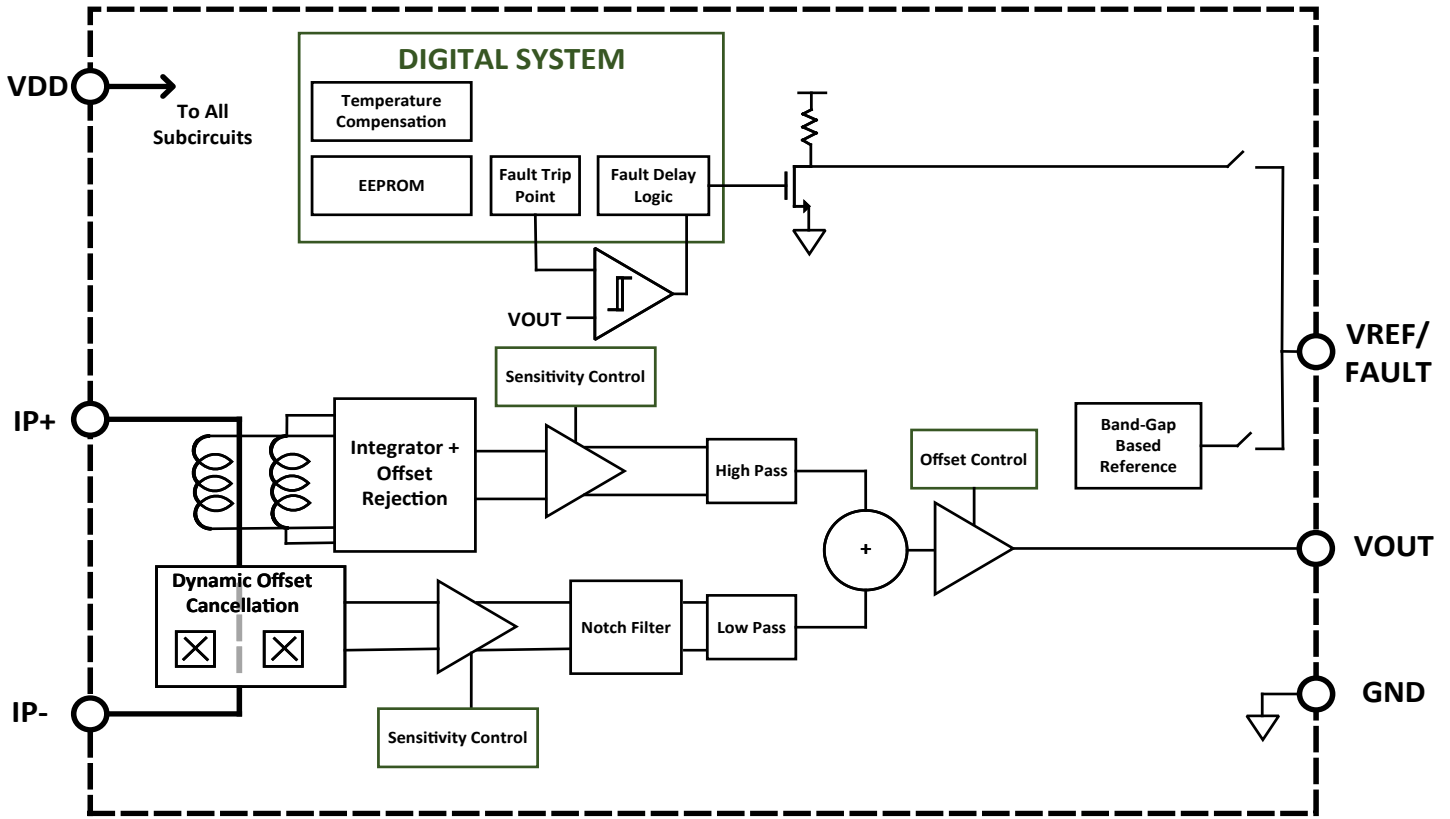 DIGITAL SYSTEM
VDD
To All
Subcircuits
Temperature
Compensation
EEPROM
Fault Trip
Point
Fault Delay
Logic
VOUT
VREF/
FAULT
Sensitivity Control
IP+
Integrator +
Offset
Rejection
High Pass
Offset Control
Band-Gap
Based
Reference
+
VOUT
Dynamic Offset
Cancellation
Notch Filter
Low Pass
IP-
Sensitivity Control
GND